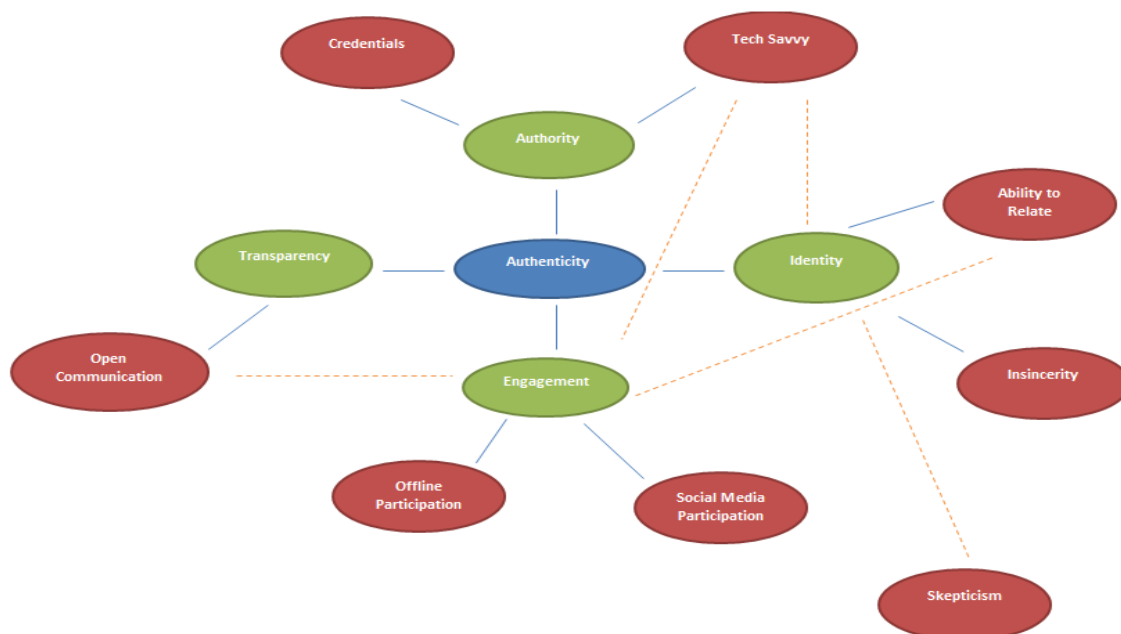 Credentials
Tech Savvy
Authority
Ability to
Relate
Transparency
Authenticity
Identity
Open
Communication
Engagement
Insincerity
Offline
Participation
Social Media
Participation
Skepticism